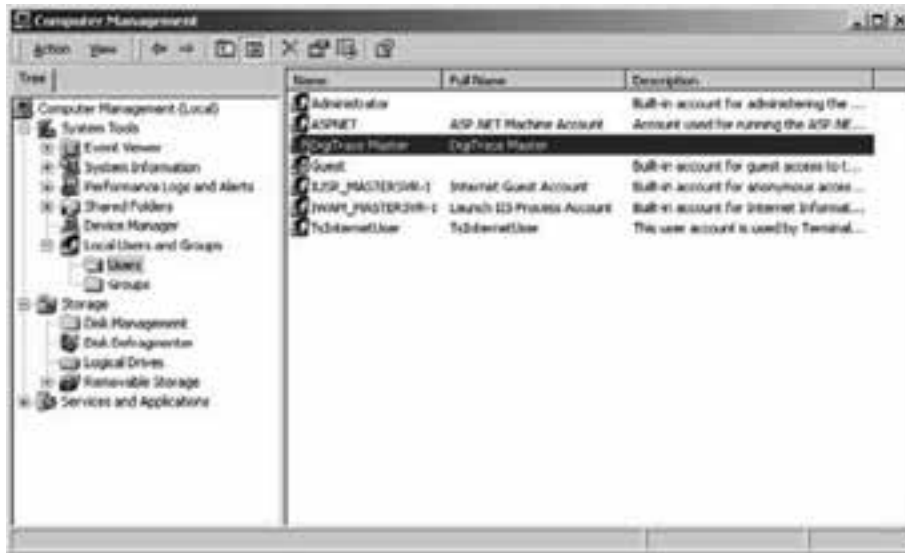 Computer Management
Action View
Tree
Computer Management (Local)
System Tools
Event Viewer
System Information
Performance Logs and Alerts
Shared Folders
Device Manager
Local Users and Groups
Users
Groups
Storage
Disk Management
Disk Defragmenter
Logical Drives
Removable Storage
Services and Applications
Name Full Name Description
Administrator Built-in account for administering the ...
ASPNET ASP.NET Machine Account Account used for running the ASP.NE...
DigiTrace Master DigiTrace Master
Guest Built-in account for guest access to t...
IUSR_MASTERSVR-1 Internet Guest Account Built-in account for anonymous acces...
IWAM_MASTERSVR-1 Launch IIS Process Account Built-in account for Internet Informat...
TsInternetUser TsInternetUser This user account is used by Terminal...